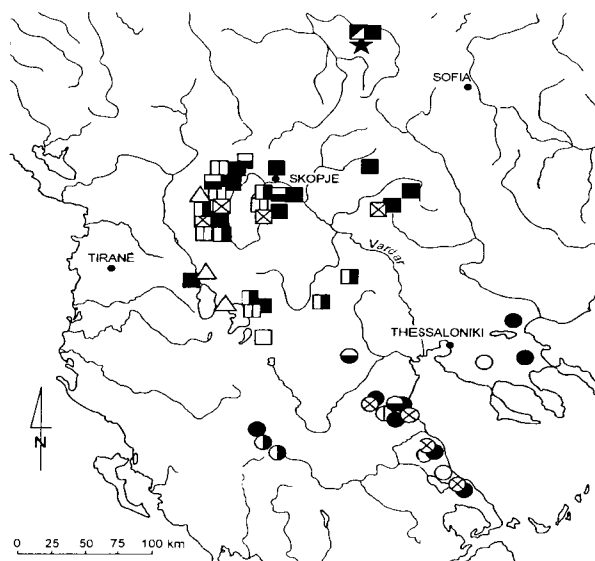 SOFIA
SKOPJE
Vardar
TIRANË
THESSALONIKI
N
0 25 50 75 100 km